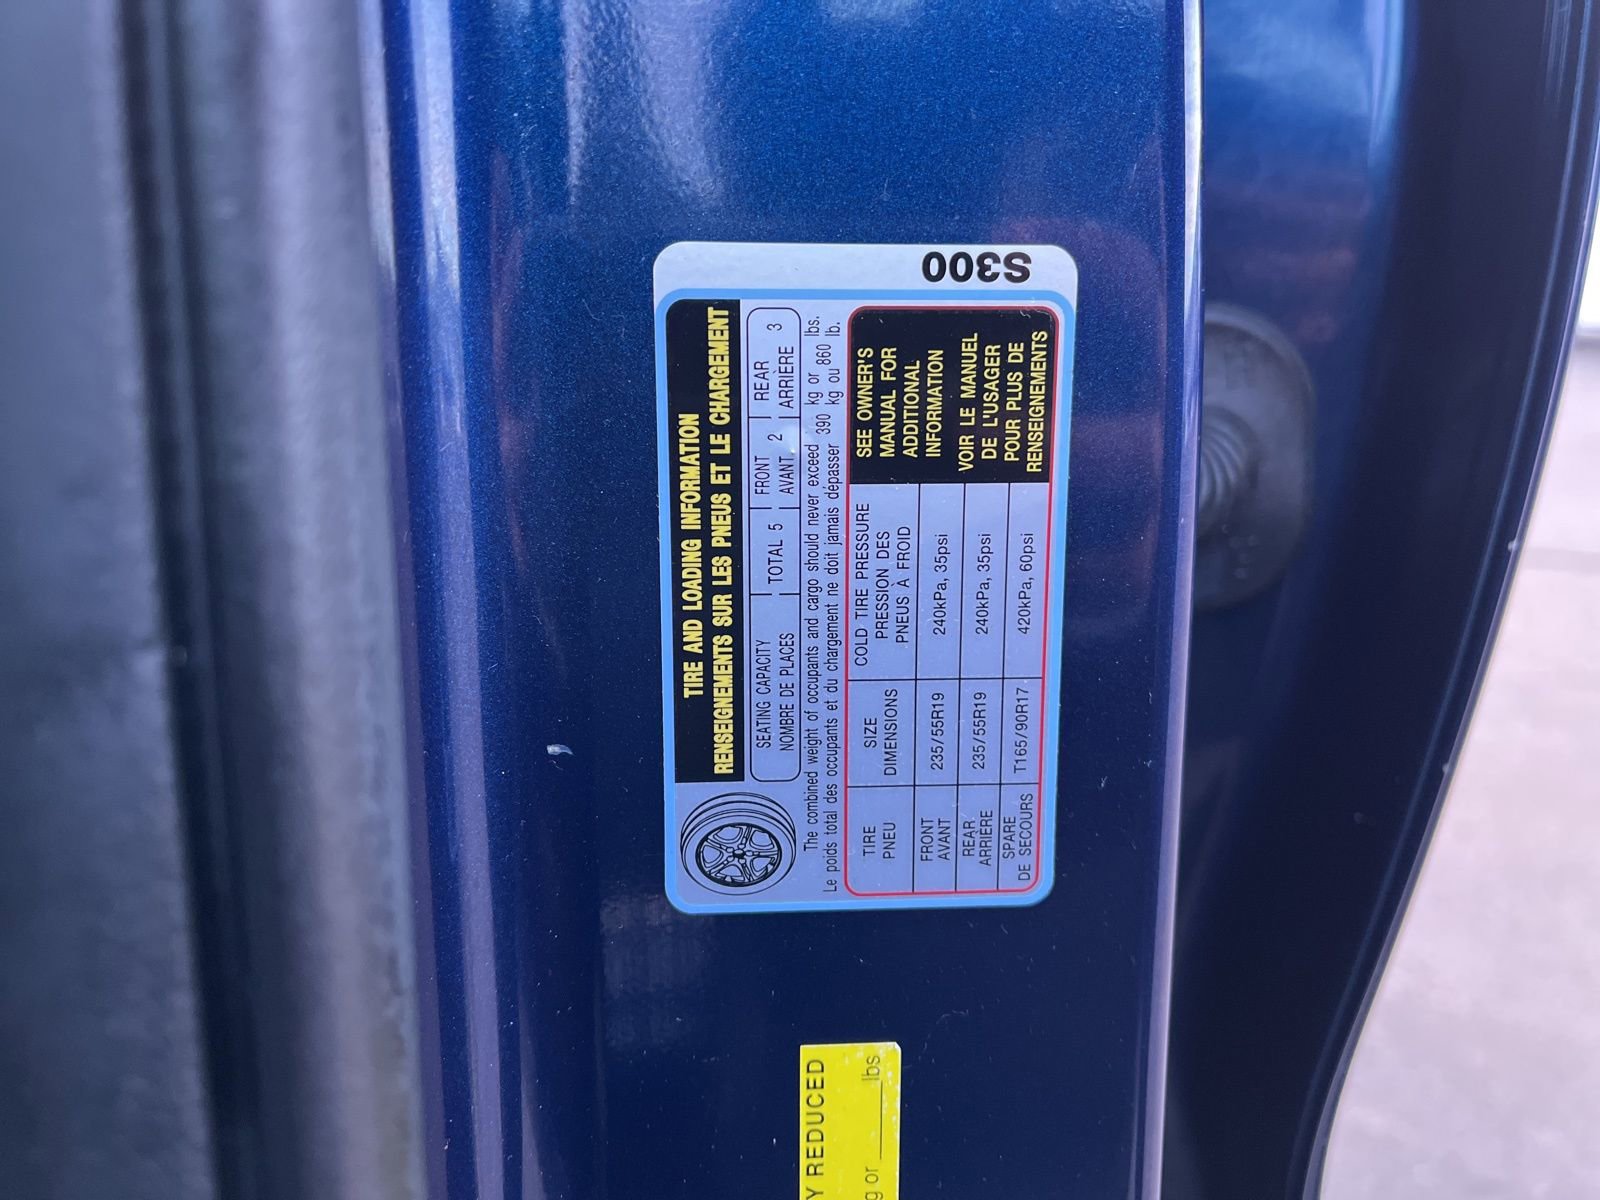 S300
TIRE AND LOADING INFORMATION
RENSEIGNEMENTS SUR LES PNEUS ET LE CHARGEMENT
SEATING CAPACITY
NOMBRE DE PLACES
TOTAL 5
FRONT
AVANT 2
REAR
ARRIÈRE 3
The combined weight of occupants and cargo should never exceed 390 kg or 860 lbs.
Le poids total des occupants et du chargement ne doit jamais dépasser 390 kg ou 860 lb.
TIRE
PNEU
SIZE
DIMENSIONS
COLD TIRE PRESSURE
PRESSION DES
PNEUS À FROID
FRONT
AVANT
235/55R19
240kPa, 35psi
REAR
ARRIÈRE
235/55R19
240kPa, 35psi
SPARE
DE SECOURS
T165/90R17
420kPa, 60psi
SEE OWNER'S
MANUAL FOR
ADDITIONAL
INFORMATION
VOIR LE MANUEL
DE L'USAGER
POUR PLUS DE
RENSEIGNEMENTS
Y REDUCED
g or ______ lbs